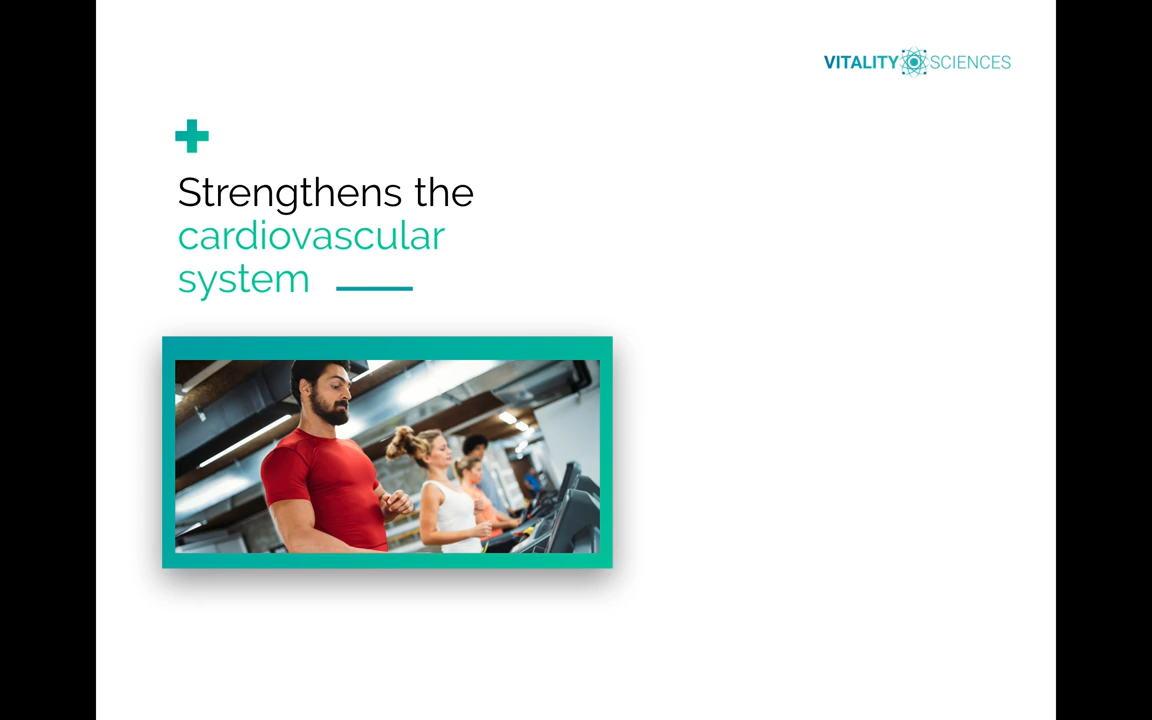 VITALITY SCIENCES
Strengthens the
cardiovascular
system